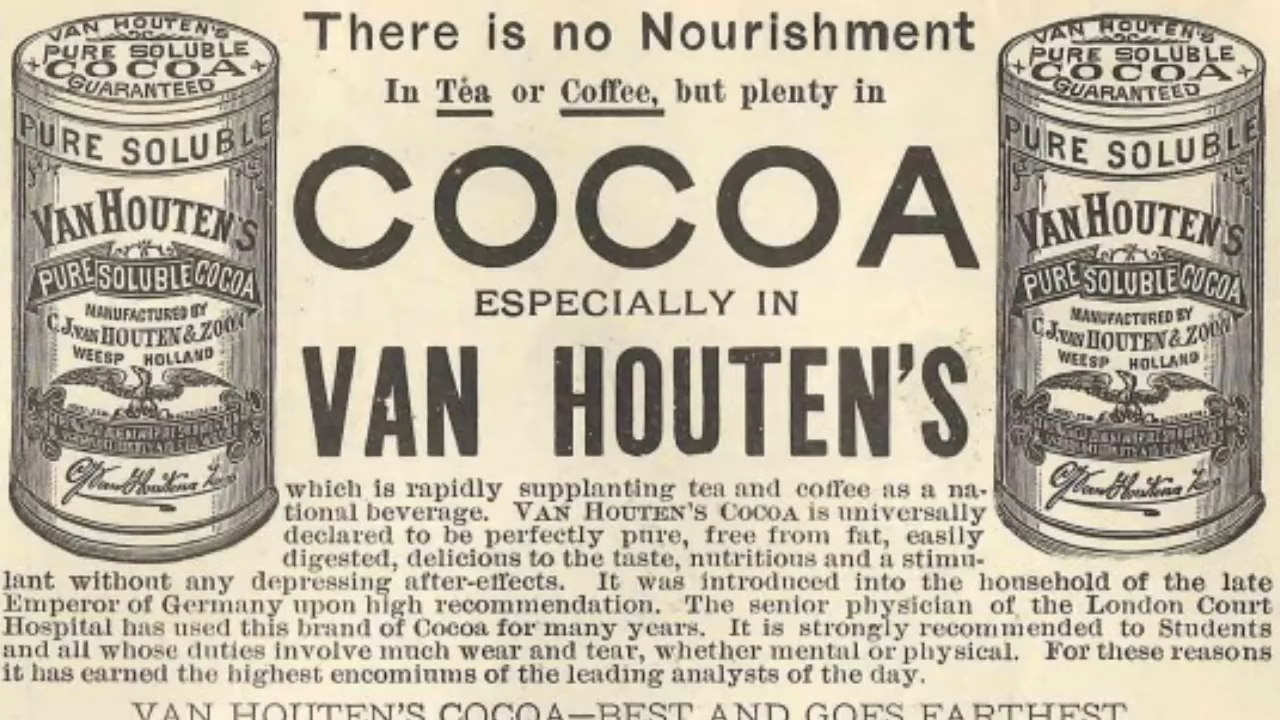 VAN HOUTEN'S
PURE SOLUBLE
COCOA
GUARANTEED
PURE SOLUBLE
VAN HOUTEN'S
PURE SOLUBLE COCOA
MANUFACTURED BY
C.J. VAN HOUTEN & ZOON
WEESP HOLLAND
There is no Nourishment
In Tea or Coffee, but plenty in
COCOA
ESPECIALLY IN
VAN HOUTEN'S
which is rapidly supplanting tea and coffee as a na-
tional beverage. VAN HOUTEN'S COCOA is universally
declared to be perfectly pure, free from fat, easily
digested, delicious to the taste, nutritious and a stimu-
lant without any depressing after-effects. It was introduced into the household of the late
Emperor of Germany upon high recommendation. The senior physician of the London Court
Hospital has used this brand of Cocoa for many years. It is strongly recommended to Students
and all whose duties involve much wear and tear, whether mental or physical. For these reasons
it has earned the highest encomiums of the leading analysts of the day.
VAN HOUTEN'S COCOA—BEST AND GOES FARTHEST
VAN HOUTEN'S
PURE SOLUBLE
COCOA
GUARANTEED
PURE SOLUBLE
VAN HOUTEN'S
PURE SOLUBLE COCOA
MANUFACTURED BY
C.J. VAN HOUTEN & ZOON
WEESP HOLLAND